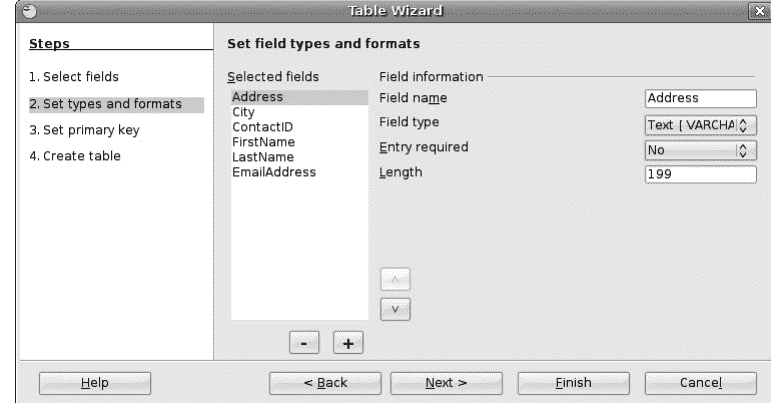 Table Wizard
Steps
1. Select fields
2. Set types and formats
3. Set primary key
4. Create table
Set field types and formats
Selected fields
Address
City
ContactID
FirstName
LastName
EmailAddress
- +
Field information
Field name Address
Field type Text [ VARCHA
Entry required No
Length 199
Help < Back Next > Finish Cancel